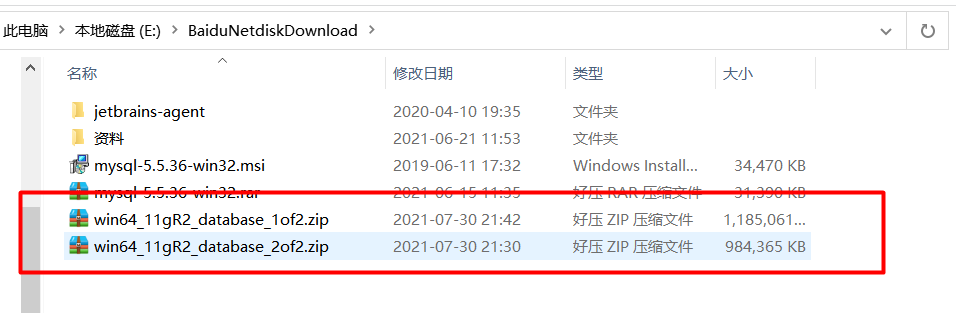 此电脑 > 本地磁盘 (E:) > BaiduNetdiskDownload >
名称 修改日期 类型 大小
jetbrains-agent 2020-04-10 19:35 文件夹
资料 2021-06-21 11:53 文件夹
mysql-5.5.36-win32.msi 2019-06-11 17:32 Windows Install... 34,470 KB
mysql-5.5.36-win32.rar 2021-06-15 11:35 好压 RAR 压缩文件 31,390 KB
win64_11gR2_database_1of2.zip 2021-07-30 21:42 好压 ZIP 压缩文件 1,185,061...
win64_11gR2_database_2of2.zip 2021-07-30 21:30 好压 ZIP 压缩文件 984,365 KB